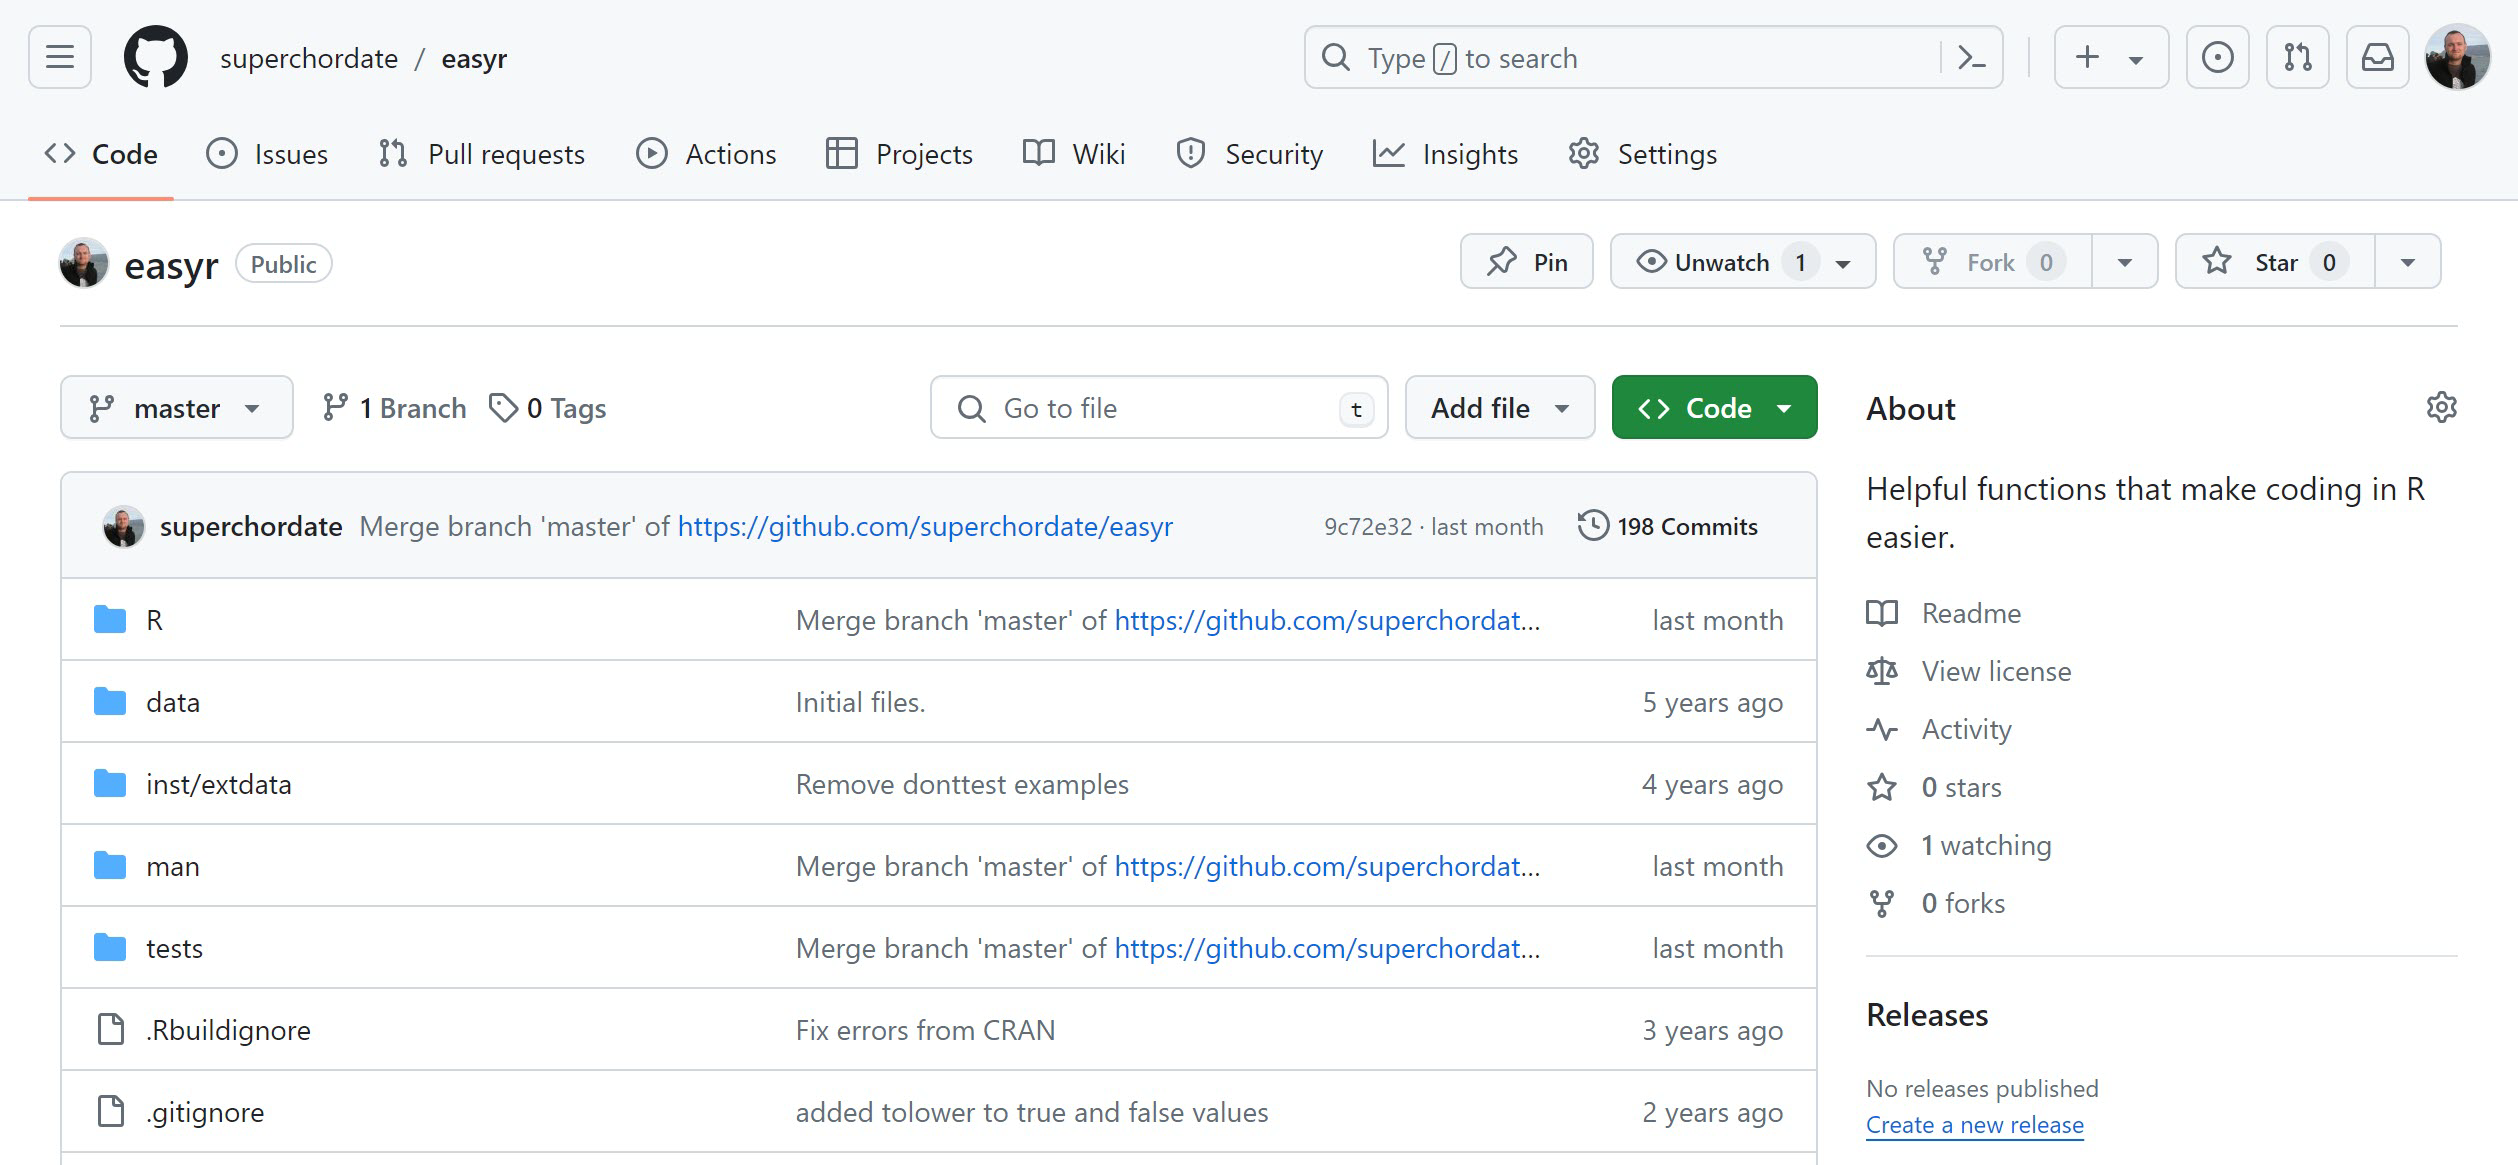 superchordate / easyr
Type / to search
Code
Issues
Pull requests
Actions
Projects
Wiki
Security
Insights
Settings
easyr
Public
Pin
Unwatch 1
Fork 0
Star 0
master
1 Branch
0 Tags
Go to file
t
Add file
Code
superchordate Merge branch 'master' of https://github.com/superchordate/easyr
9c72e32 · last month
198 Commits
R Merge branch 'master' of https://github.com/superchordat... last month
data Initial files. 5 years ago
inst/extdata Remove donttest examples 4 years ago
man Merge branch 'master' of https://github.com/superchordat... last month
tests Merge branch 'master' of https://github.com/superchordat... last month
.Rbuildignore Fix errors from CRAN 3 years ago
.gitignore added tolower to true and false values 2 years ago
About
Helpful functions that make coding in R
easier.
Readme
View license
Activity
0 stars
1 watching
0 forks
Releases
No releases published
Create a new release